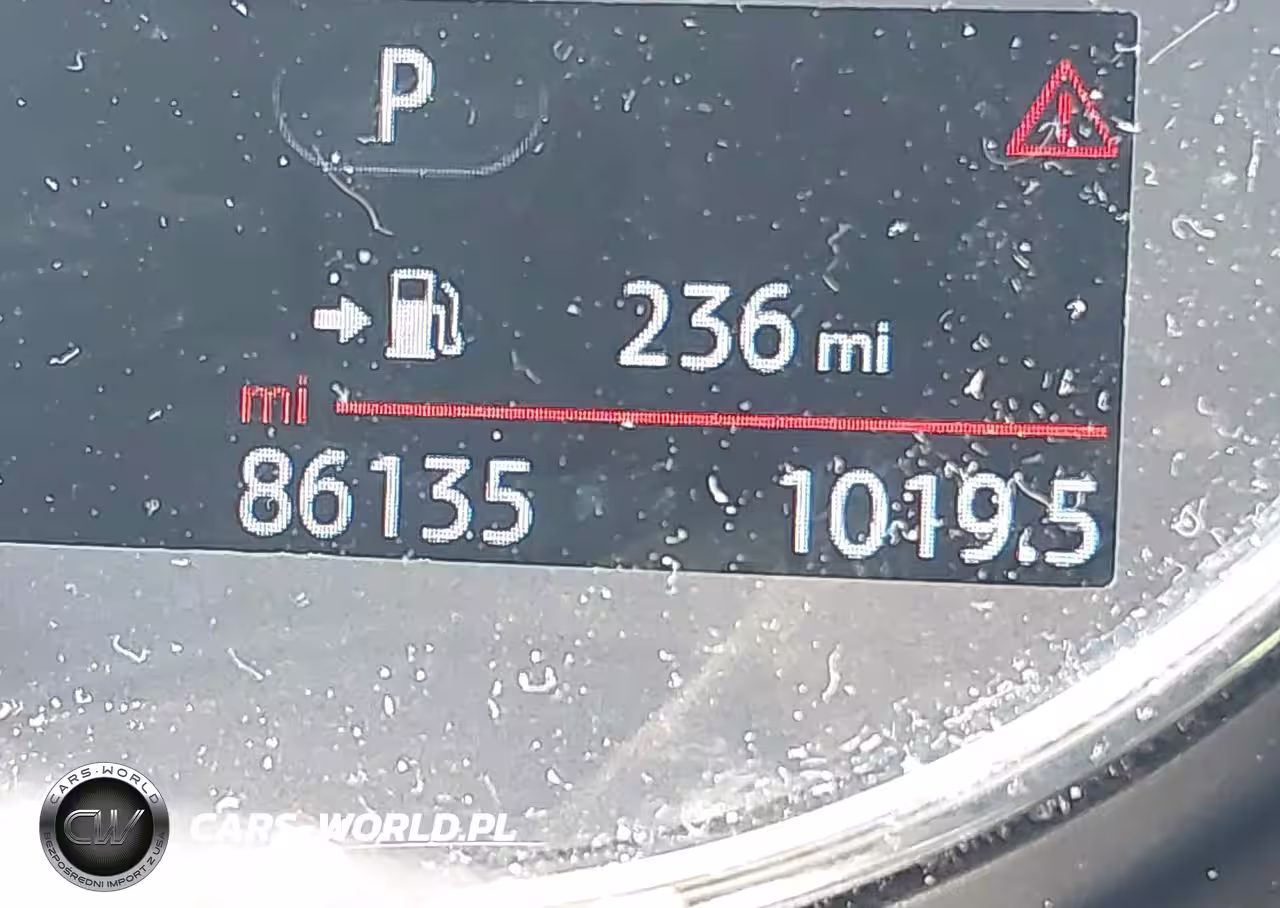 P
236 mi
mi
86135 1019.5
CARS-WORLD
CW
BEZPOŚREDNI IMPORT Z USA
CARS-WORLD.PL